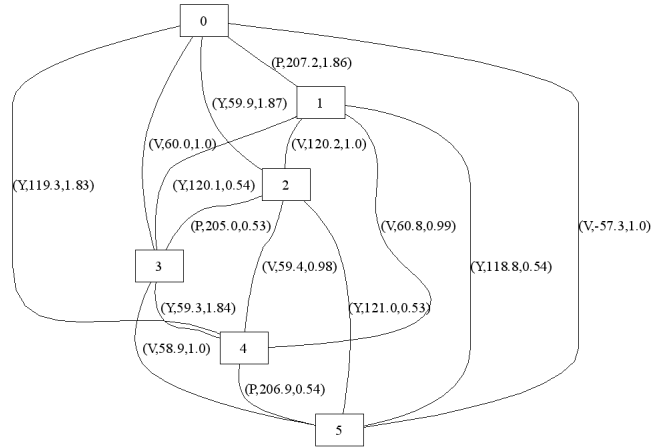 0
(P,207.2,1.86)
1
(Y,59.9,1.87)
(V,60.0,1.0)
(V,120.2,1.0)
(Y,119.3,1.83)
(Y,120.1,0.54)
2
(P,205.0,0.53)
(V,60.8,0.99)
(V,-57.3,1.0)
3
(V,59.4,0.98)
(Y,118.8,0.54)
(Y,59.3,1.84)
(Y,121.0,0.53)
4
(V,58.9,1.0)
(P,206.9,0.54)
5